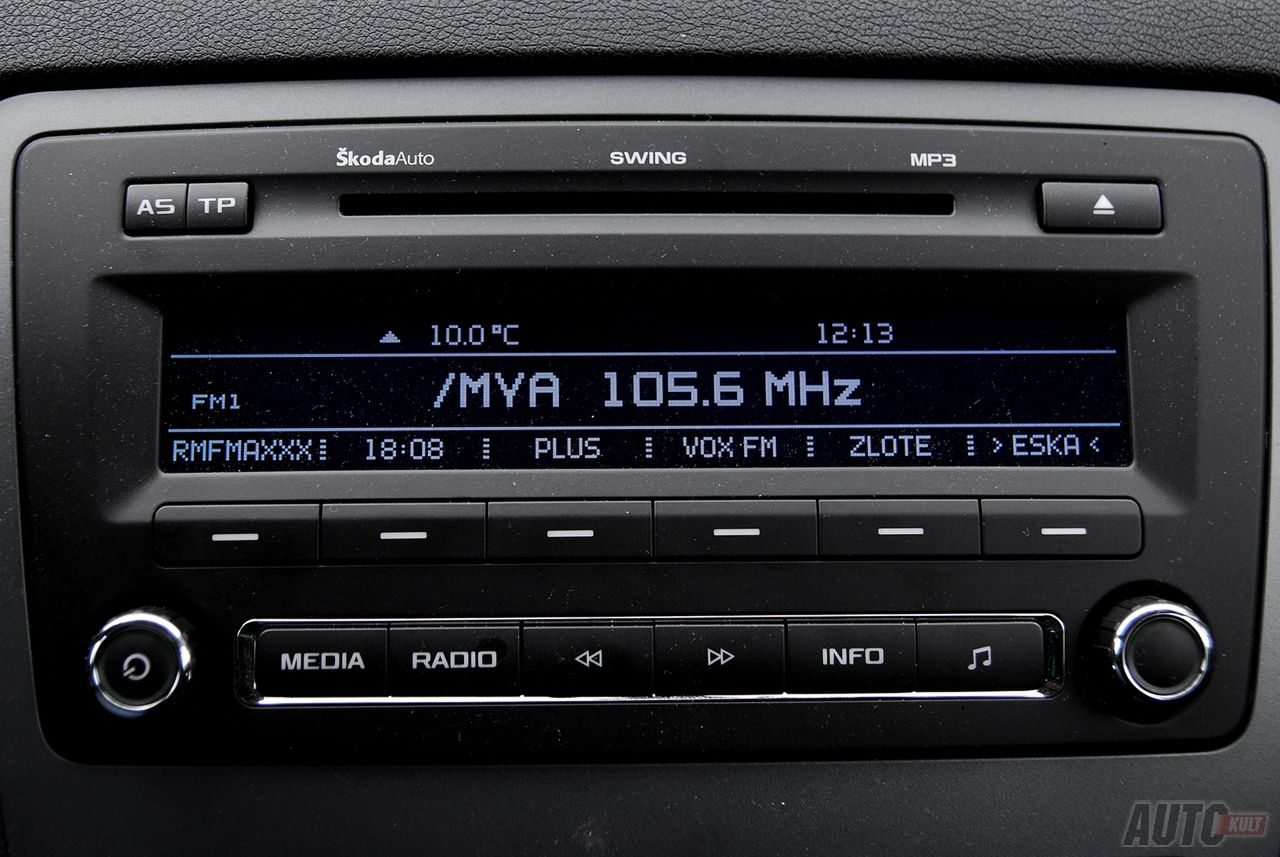 ŠkodaAuto SWING MP3
AS TP
10.0°C 12:13
FM1 /MYA 105.6 MHz
RMFMAXXX 18:08 PLUS VOX FM ZLOTE >ESKA<
MEDIA RADIO INFO
AUTO KULT